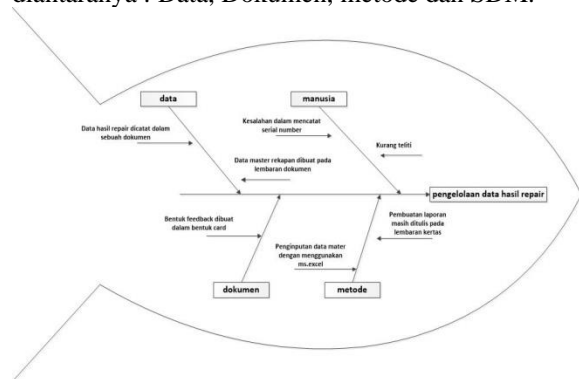 diantaranya : Data, Dokumen, metode dan SDM.
data
manusia
Data hasil repair dicatat dalam
sebuah dokumen
Kesalahan dalam mencatat
serial number
Kurang teliti
Data master rekapan dibuat pada
lembaran dokumen
pengelolaan data hasil repair
Bentuk feedback dibuat
dalam bentuk card
Pembuatan laporan
masih ditulis pada
lembaran kertas
Penginputan data mater
dengan menggunakan
ms.excel
dokumen
metode